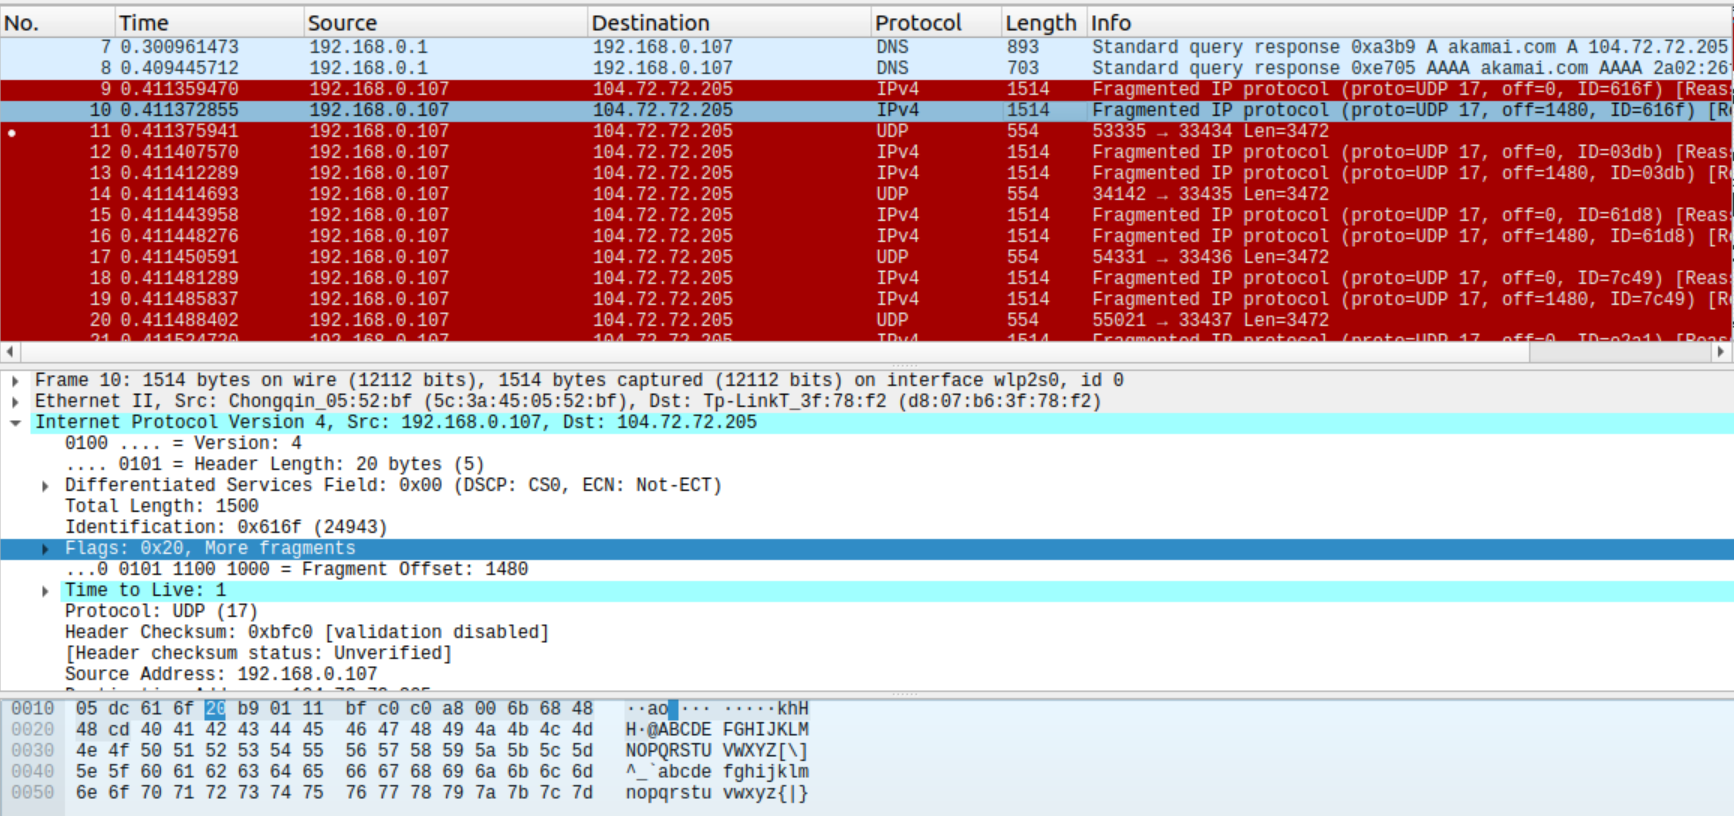 No. Time Source Destination Protocol Length Info
7 0.300961473 192.168.0.1 192.168.0.107 DNS 893 Standard query response 0xa3b9 A akamai.com A 104.72.72.205
8 0.409445712 192.168.0.1 192.168.0.107 DNS 703 Standard query response 0xe705 AAAA akamai.com AAAA 2a02:26
9 0.411359470 192.168.0.107 104.72.72.205 IPv4 1514 Fragmented IP protocol (proto=UDP 17, off=0, ID=616f) [Reas
10 0.411372855 192.168.0.107 104.72.72.205 IPv4 1514 Fragmented IP protocol (proto=UDP 17, off=1480, ID=616f) [R
11 0.411375941 192.168.0.107 104.72.72.205 UDP 554 53335 → 33434 Len=3472
12 0.411407570 192.168.0.107 104.72.72.205 IPv4 1514 Fragmented IP protocol (proto=UDP 17, off=0, ID=03db) [Reas
13 0.411412289 192.168.0.107 104.72.72.205 IPv4 1514 Fragmented IP protocol (proto=UDP 17, off=1480, ID=03db) [R
14 0.411414693 192.168.0.107 104.72.72.205 UDP 554 34142 → 33435 Len=3472
15 0.411443958 192.168.0.107 104.72.72.205 IPv4 1514 Fragmented IP protocol (proto=UDP 17, off=0, ID=61d8) [Reas
16 0.411448276 192.168.0.107 104.72.72.205 IPv4 1514 Fragmented IP protocol (proto=UDP 17, off=1480, ID=61d8) [R
17 0.411450591 192.168.0.107 104.72.72.205 UDP 554 54331 → 33436 Len=3472
18 0.411481289 192.168.0.107 104.72.72.205 IPv4 1514 Fragmented IP protocol (proto=UDP 17, off=0, ID=7c49) [Reas
19 0.411485837 192.168.0.107 104.72.72.205 IPv4 1514 Fragmented IP protocol (proto=UDP 17, off=1480, ID=7c49) [R
20 0.411488402 192.168.0.107 104.72.72.205 UDP 554 55021 → 33437 Len=3472
21 0.411524720 192.168.0.107 104.72.72.205 IPv4 1514 Fragmented IP protocol (proto=UDP 17, off=0,
Frame 10: 1514 bytes on wire (12112 bits), 1514 bytes captured (12112 bits) on interface wlp2s0, id 0
Ethernet II, Src: Chongqin_05:52:bf (5c:3a:45:05:52:bf), Dst: Tp-LinkT_3f:78:f2 (d8:07:b6:3f:78:f2)
Internet Protocol Version 4, Src: 192.168.0.107, Dst: 104.72.72.205
0100 .... = Version: 4
.... 0101 = Header Length: 20 bytes (5)
Differentiated Services Field: 0x00 (DSCP: CS0, ECN: Not-ECT)
Total Length: 1500
Identification: 0x616f (24943)
Flags: 0x20, More fragments
...0 0101 1100 1000 = Fragment Offset: 1480
Time to Live: 1
Protocol: UDP (17)
Header Checksum: 0xbfc0 [validation disabled]
[Header checksum status: Unverified]
Source Address: 192.168.0.107
0010 05 dc 61 6f 20 b9 01 11 bf c0 c0 a8 00 6b 68 48 ··ao ··· ·····khH
0020 48 cd 40 41 42 43 44 45 46 47 48 49 4a 4b 4c 4d H·@ABCDE FGHIJKLM
0030 4e 4f 50 51 52 53 54 55 56 57 58 59 5a 5b 5c 5d NOPQRSTU VWXYZ[\]
0040 5e 5f 60 61 62 63 64 65 66 67 68 69 6a 6b 6c 6d ^_`abcde fghijklm
0050 6e 6f 70 71 72 73 74 75 76 77 78 79 7a 7b 7c 7d nopqrstu vwxyz{|}